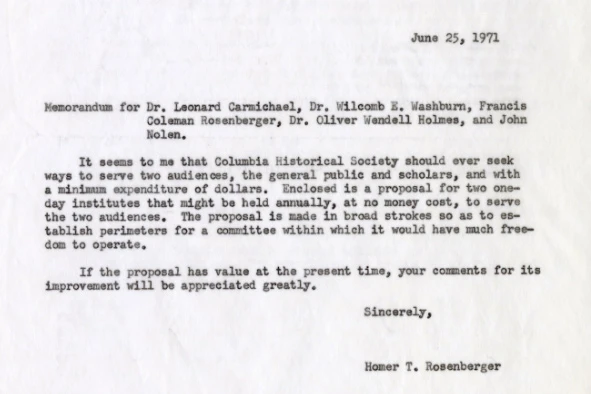 June 25, 1971
Memorandum for Dr. Leonard Carmichael, Dr. Wilcomb E. Washburn, Francis
Coleman Rosenberger, Dr. Oliver Wendell Holmes, and John
Nolen.
It seems to me that Columbia Historical Society should ever seek
ways to serve two audiences, the general public and scholars, and with
a minimum expenditure of dollars. Enclosed is a proposal for two one-
day institutes that might be held annually, at no money cost, to serve
the two audiences. The proposal is made in broad strokes so as to es-
tablish perimeters for a committee within which it would have much free-
dom to operate.
If the proposal has value at the present time, your comments for its
improvement will be appreciated greatly.
Sincerely,
Homer T. Rosenberger